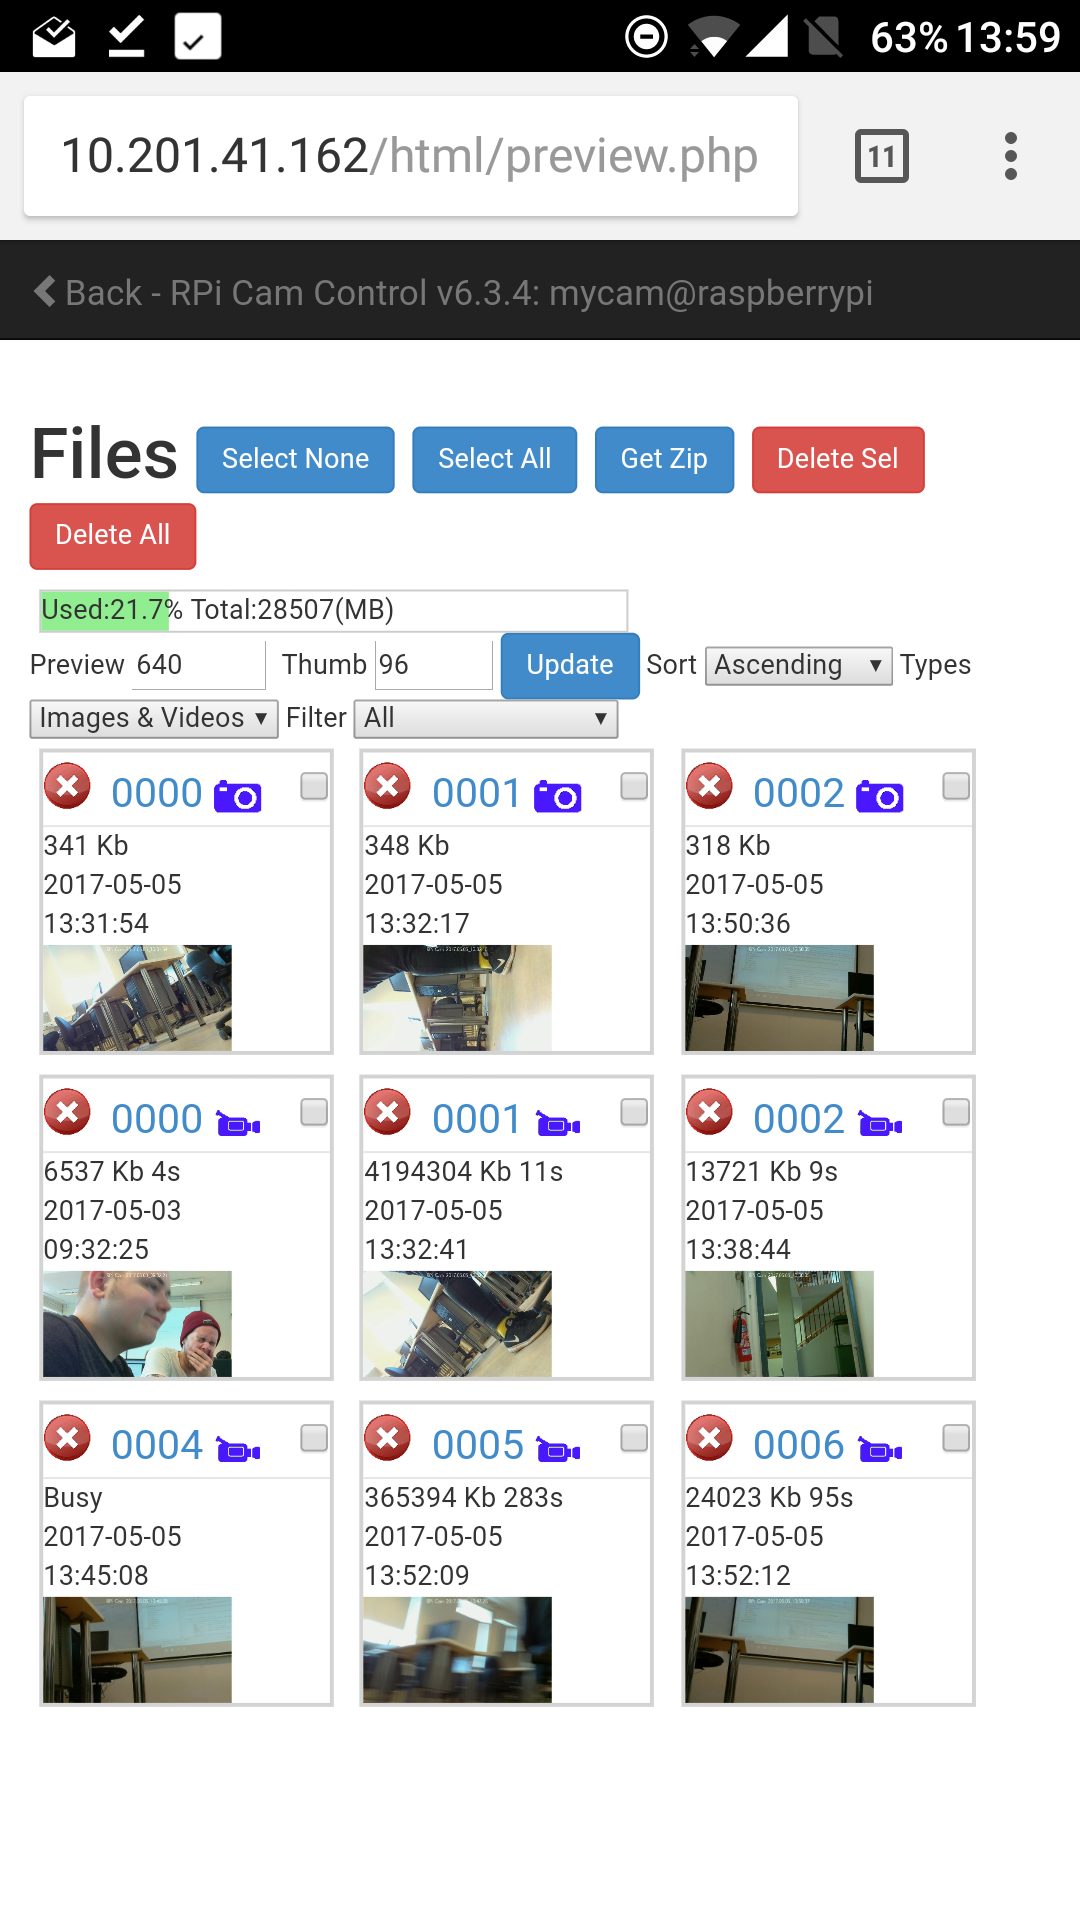 63% 13:59
10.201.41.162/html/preview.php
11
Back - RPi Cam Control v6.3.4: mycam@raspberrypi
Files Select None Select All Get Zip Delete Sel
Delete All
Used:21.7% Total:28507(MB)
Preview 640 Thumb 96 Update Sort Ascending Types
Images & Videos Filter All
0000 0001 0002
341 Kb 348 Kb 318 Kb
2017-05-05 2017-05-05 2017-05-05
13:31:54 13:32:17 13:50:36
0000 0001 0002
6537 Kb 4s 4194304 Kb 11s 13721 Kb 9s
2017-05-03 2017-05-05 2017-05-05
09:32:25 13:32:41 13:38:44
0004 0005 0006
Busy 365394 Kb 283s 24023 Kb 95s
2017-05-05 2017-05-05 2017-05-05
13:45:08 13:52:09 13:52:12